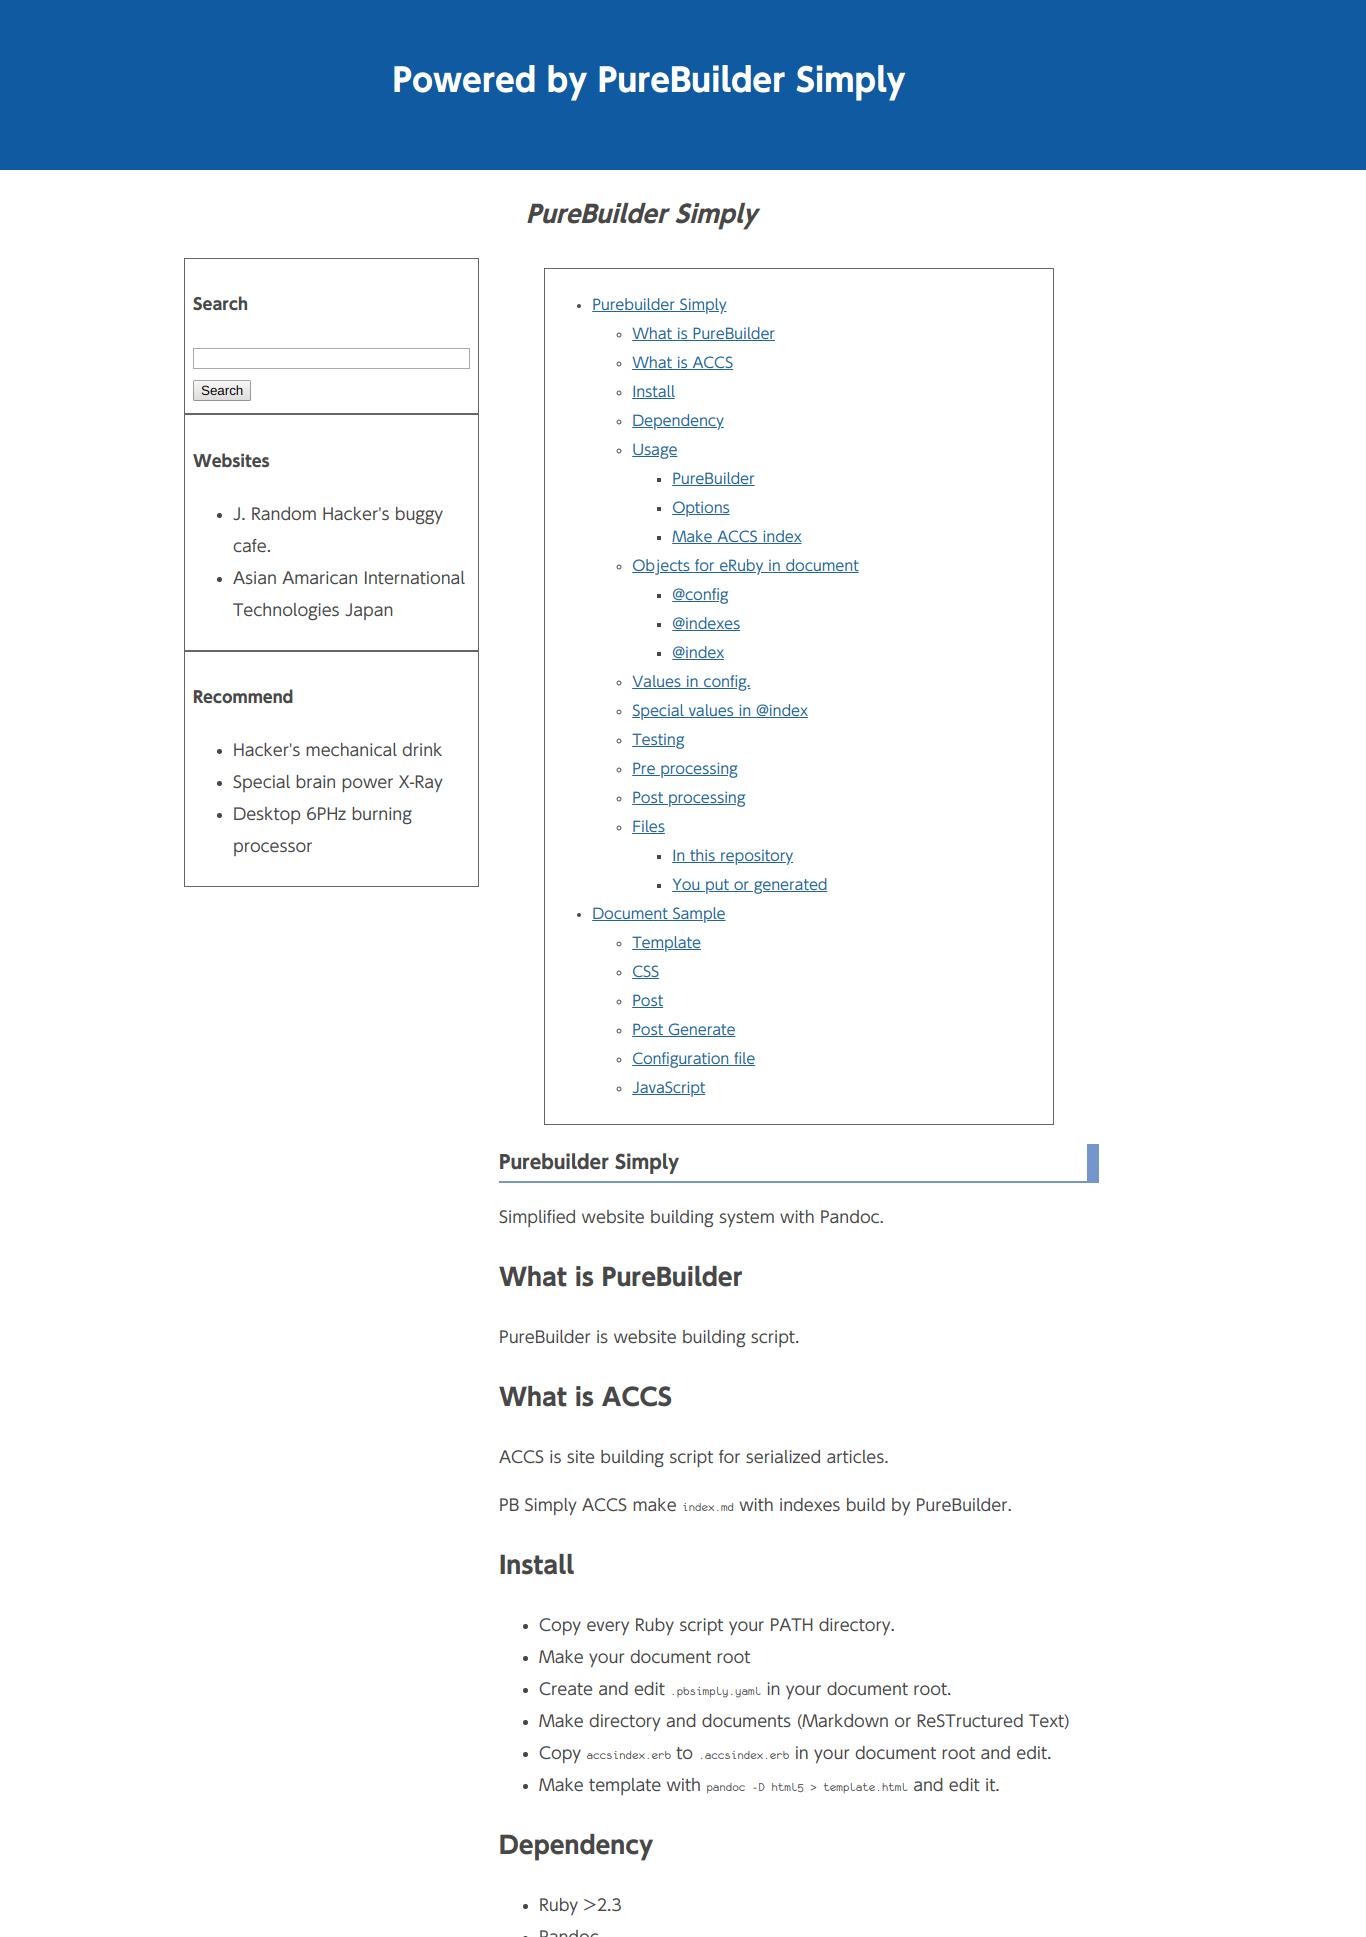 Powered by PureBuilder Simply
PureBuilder Simply
Search
Search
Websites
J. Random Hacker's buggy
cafe.
Asian Amarican International
Technologies Japan
Recommend
Hacker's mechanical drink
Special brain power X-Ray
Desktop 6PHz burning
processor
Purebuilder Simply
What is PureBuilder
What is ACCS
Install
Dependency
Usage
PureBuilder
Options
Make ACCS index
Objects for eRuby in document
@config
@indexes
@index
Values in config.
Special values in @index
Testing
Pre processing
Post processing
Files
In this repository
You put or generated
Document Sample
Template
CSS
Post
Post Generate
Configuration file
JavaScript
Purebuilder Simply
Simplified website building system with Pandoc.
What is PureBuilder
PureBuilder is website building script.
What is ACCS
ACCS is site building script for serialized articles.
PB Simply ACCS make index.md with indexes build by PureBuilder.
Install
Copy every Ruby script your PATH directory.
Make your document root
Create and edit .pbsimply.yaml in your document root.
Make directory and documents (Markdown or ReSTructured Text)
Copy accsindex.erb to .accsindex.erb in your document root and edit.
Make template with pandoc -D html5 > template.html and edit it.
Dependency
Ruby >2.3
Pandoc